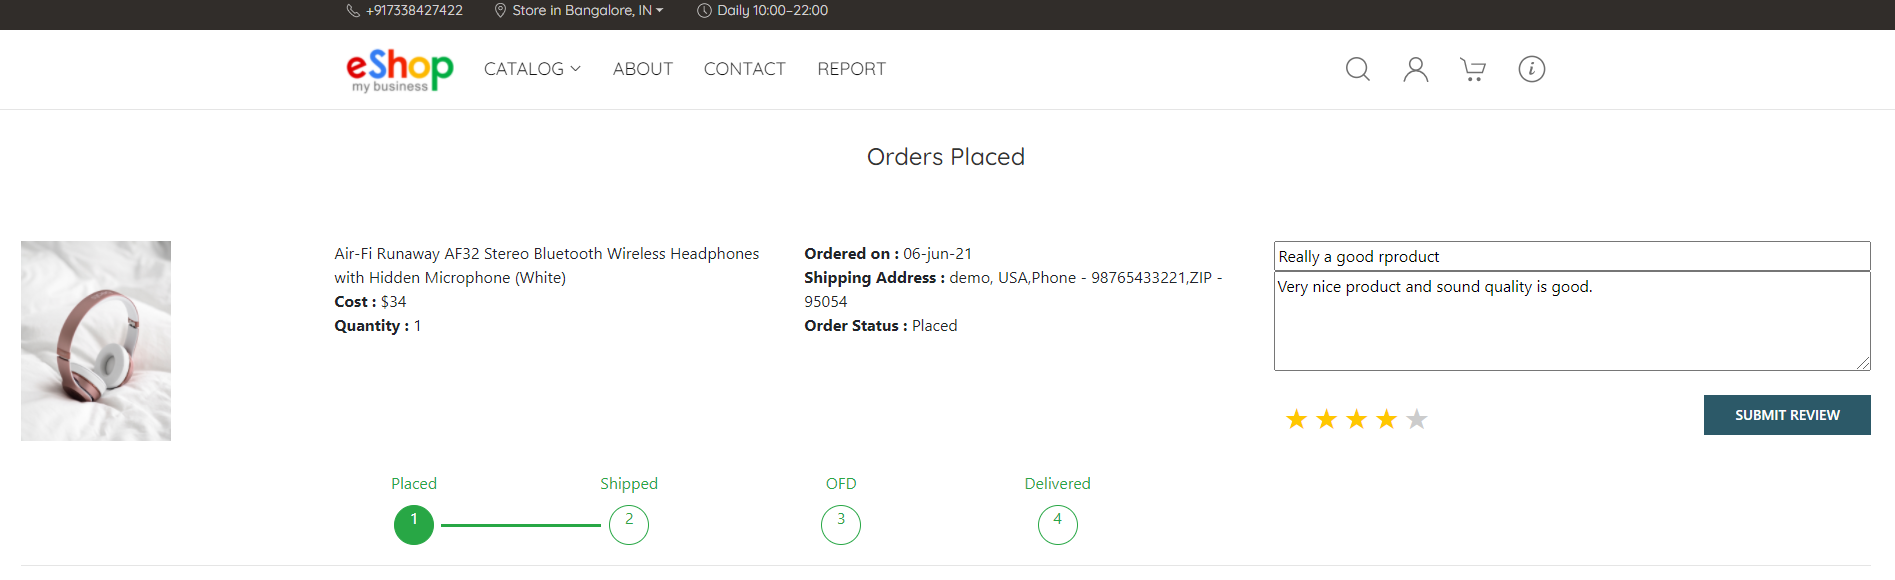 +917338427422 Store in Bangalore, IN Daily 10:00–22:00
eShop
my business
CATALOG ABOUT CONTACT REPORT
Orders Placed
Air-Fi Runaway AF32 Stereo Bluetooth Wireless Headphones
with Hidden Microphone (White)
Cost : $34
Quantity : 1
Ordered on : 06-jun-21
Shipping Address : demo, USA,Phone - 98765433221,ZIP -
95054
Order Status : Placed
Really a good rproduct
Very nice product and sound quality is good.
SUBMIT REVIEW
Placed Shipped OFD Delivered
1 2 3 4